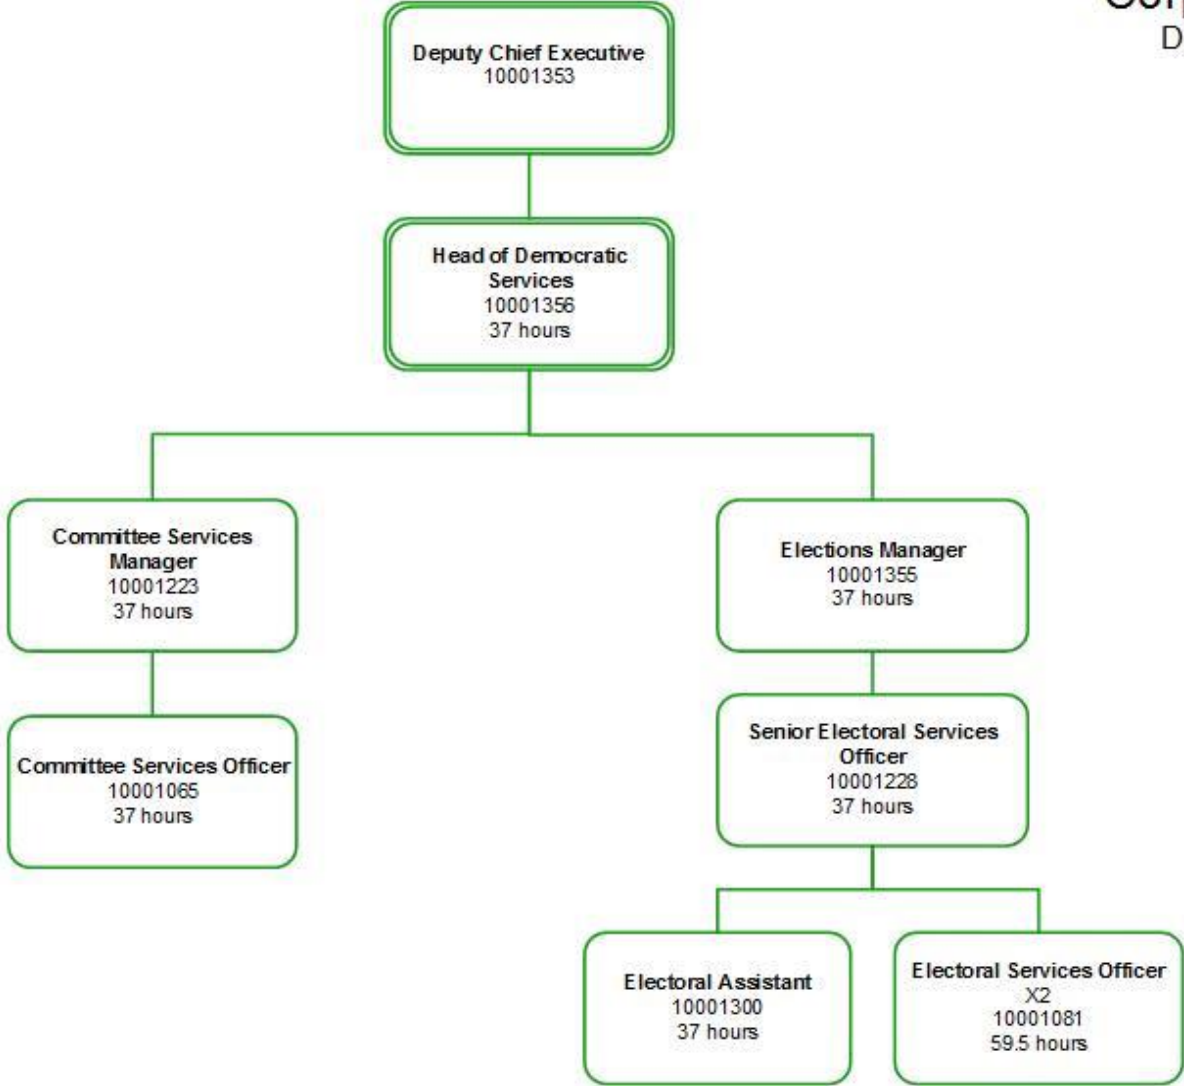 Deputy Chief Executive
10001353
Head of Democratic
Services
10001356
37 hours
Committee Services
Manager
10001223
37 hours
Elections Manager
10001355
37 hours
Committee Services Officer
10001065
37 hours
Senior Electoral Services
Officer
10001228
37 hours
Electoral Assistant
10001300
37 hours
Electoral Services Officer
X2
10001081
59.5 hours